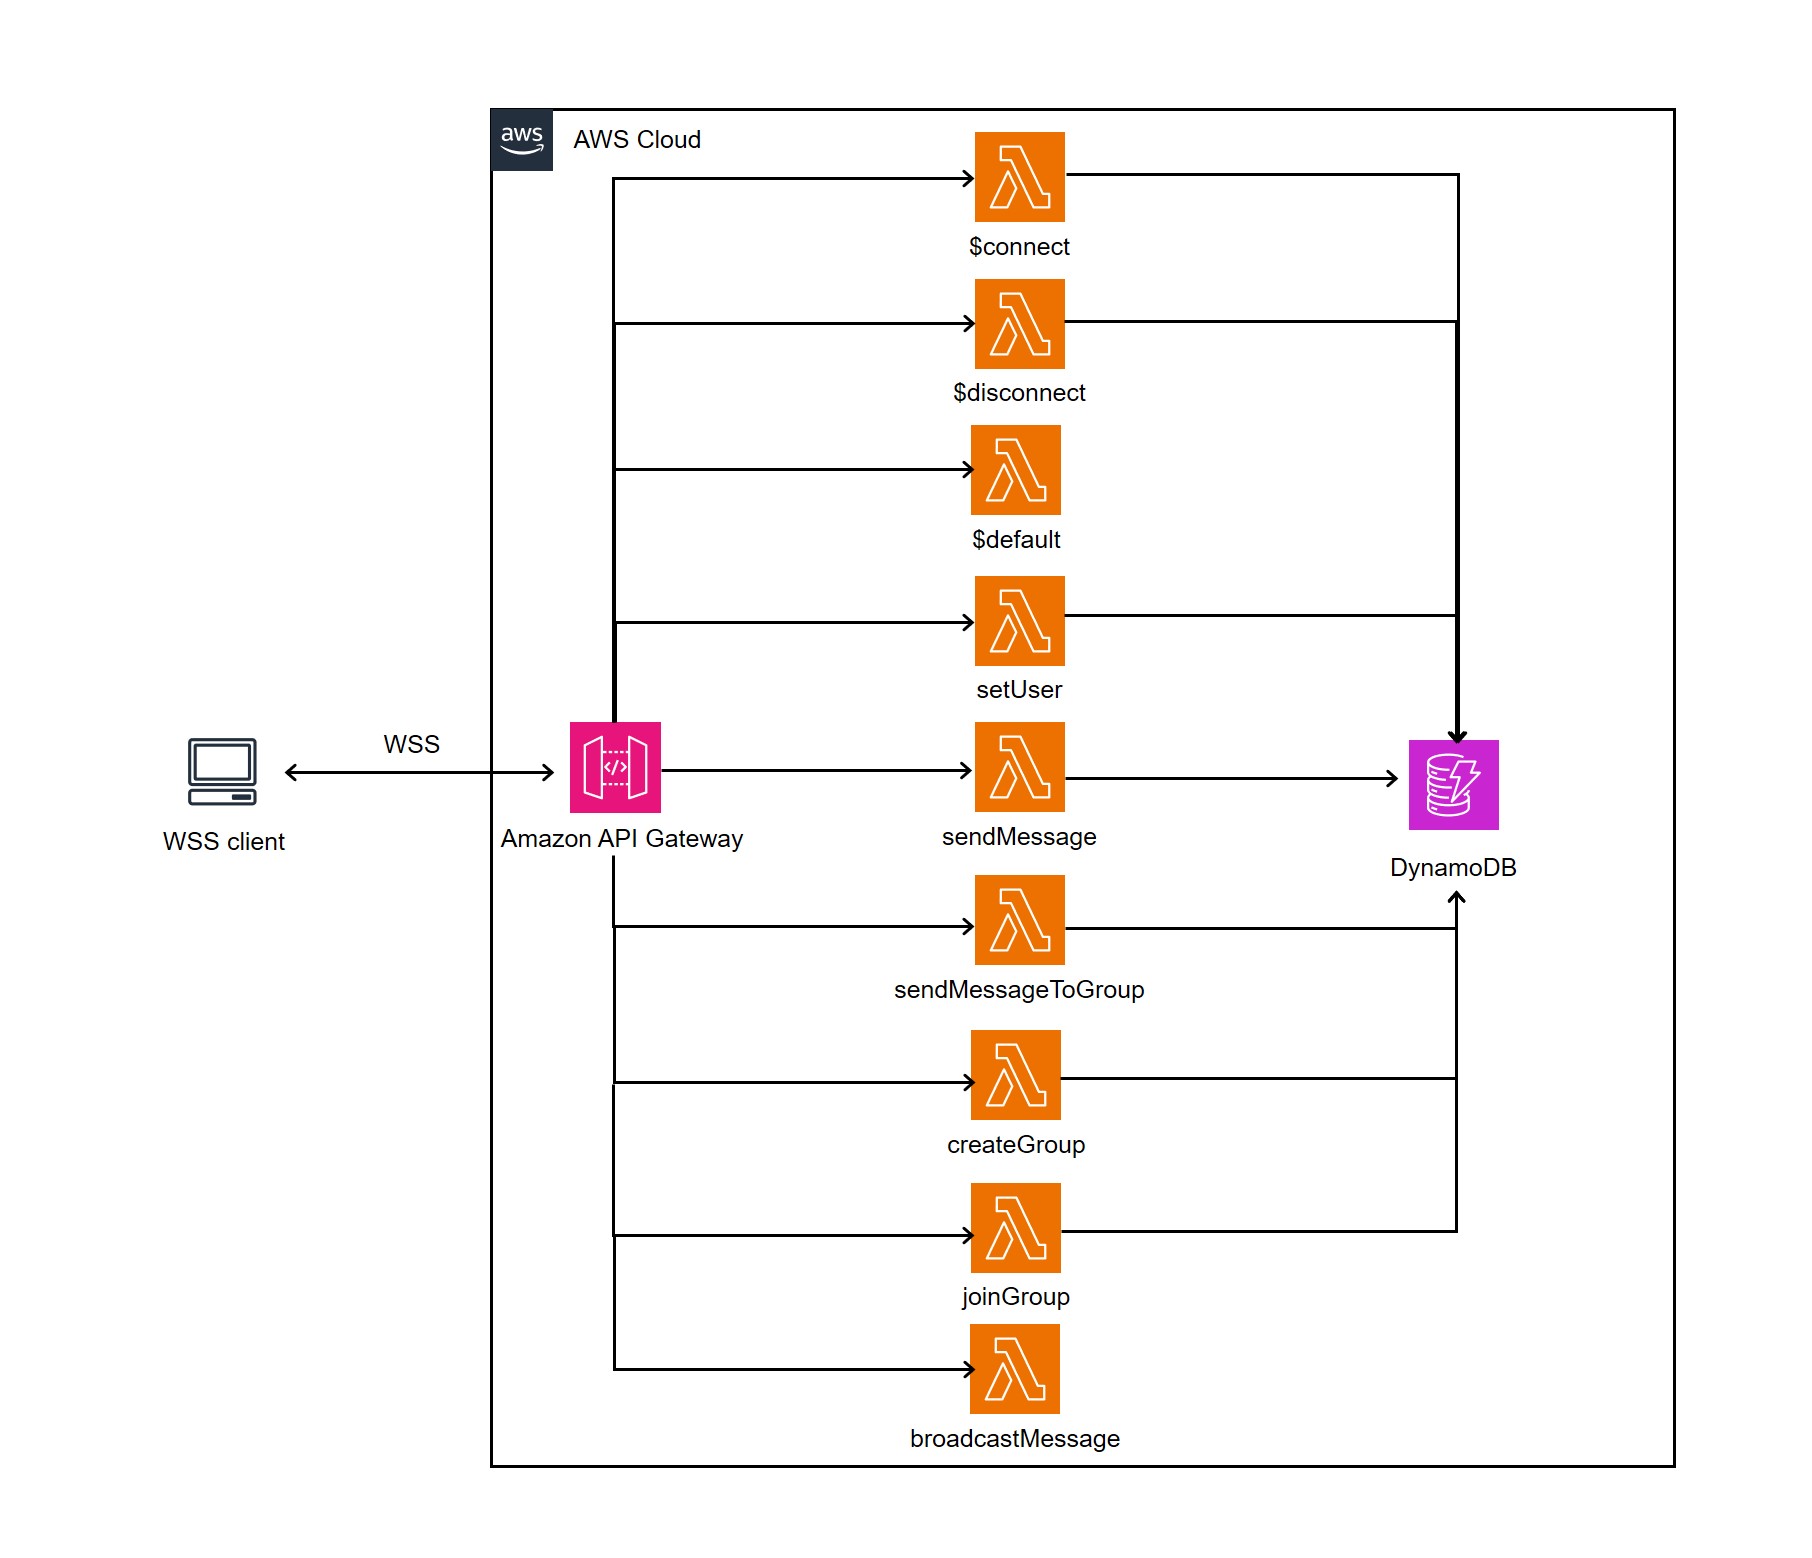 aws
AWS Cloud
$connect
$disconnect
$default
setUser
WSS
WSS client
</>
Amazon API Gateway
sendMessage
DynamoDB
sendMessageToGroup
createGroup
joinGroup
broadcastMessage